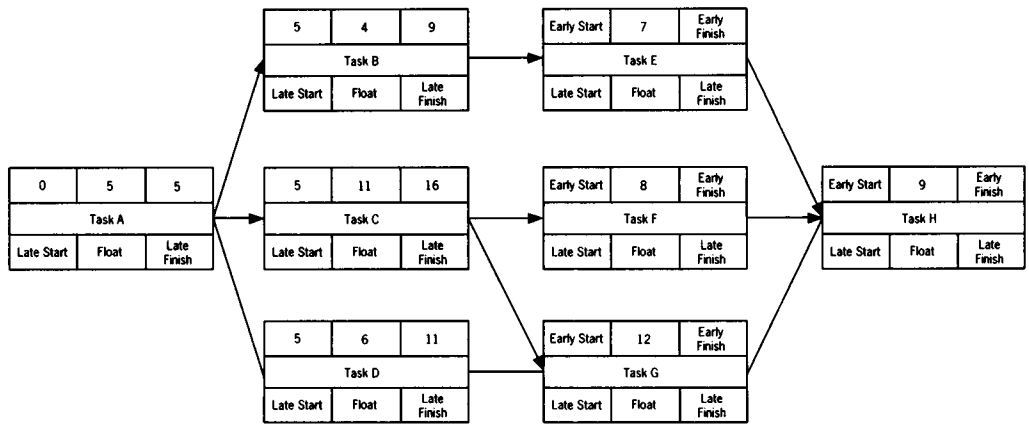 5 4 9
Task B
Late Start Float Late Finish
Early Start 7 Early Finish
Task E
Late Start Float Late Finish
0 5 5
Task A
Late Start Float Late Finish
5 11 16
Task C
Late Start Float Late Finish
Early Start 8 Early Finish
Task F
Late Start Float Late Finish
Early Start 9 Early Finish
Task H
Late Start Float Late Finish
5 6 11
Task D
Late Start Float Late Finish
Early Start 12 Early Finish
Task G
Late Start Float Late Finish